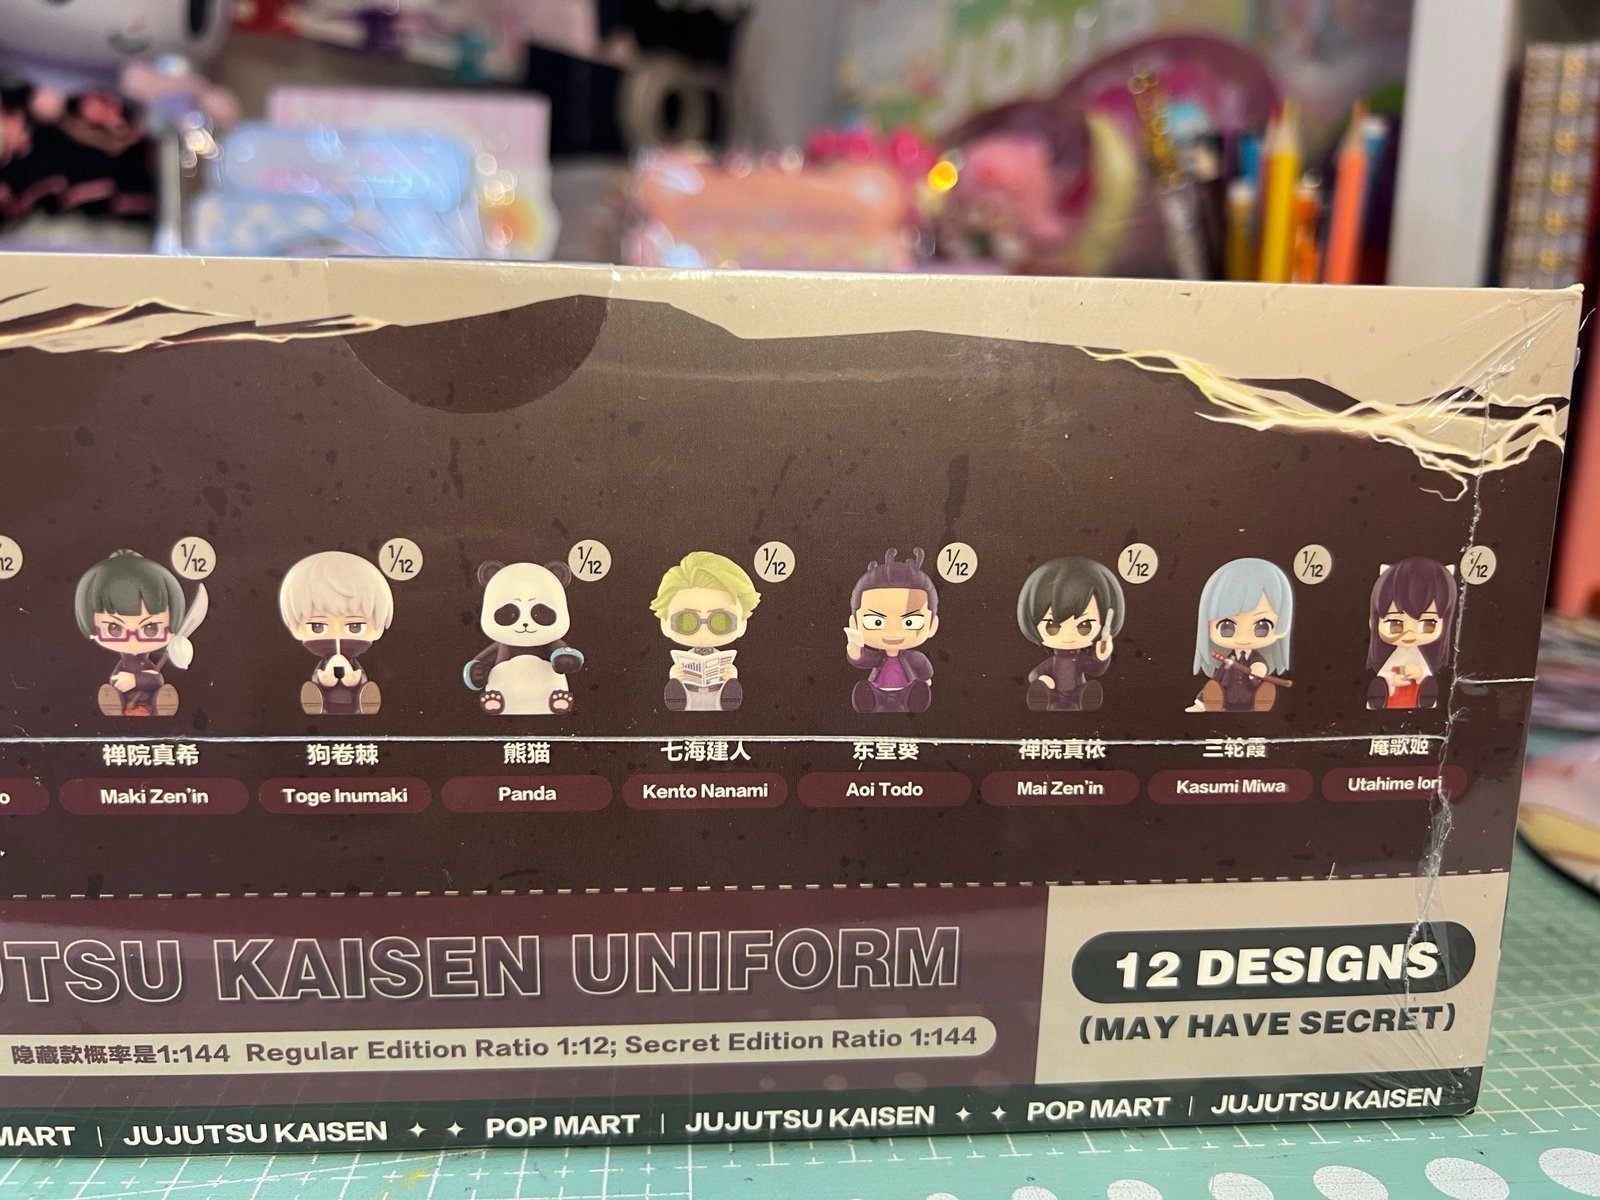 1/12
1/12
1/12
1/12
1/12
1/12
1/12
1/12
禅院真希
狗卷棘
熊猫
七海建人
东堂葵
禅院真依
三轮霞
庵歌姬
Maki Zen'in
Toge Inumaki
Panda
Kento Nanami
Aoi Todo
Mai Zen'in
Kasumi Miwa
Utahime Iori
UTSU KAISEN UNIFORM
隐藏款概率是1:144 Regular Edition Ratio 1:12; Secret Edition Ratio 1:144
12 DESIGNS
(MAY HAVE SECRET)
MART | JUJUTSU KAISEN ✦ ✦ POP MART | JUJUTSU KAISEN ✦ ✦ POP MART | JUJUTSU KAISEN